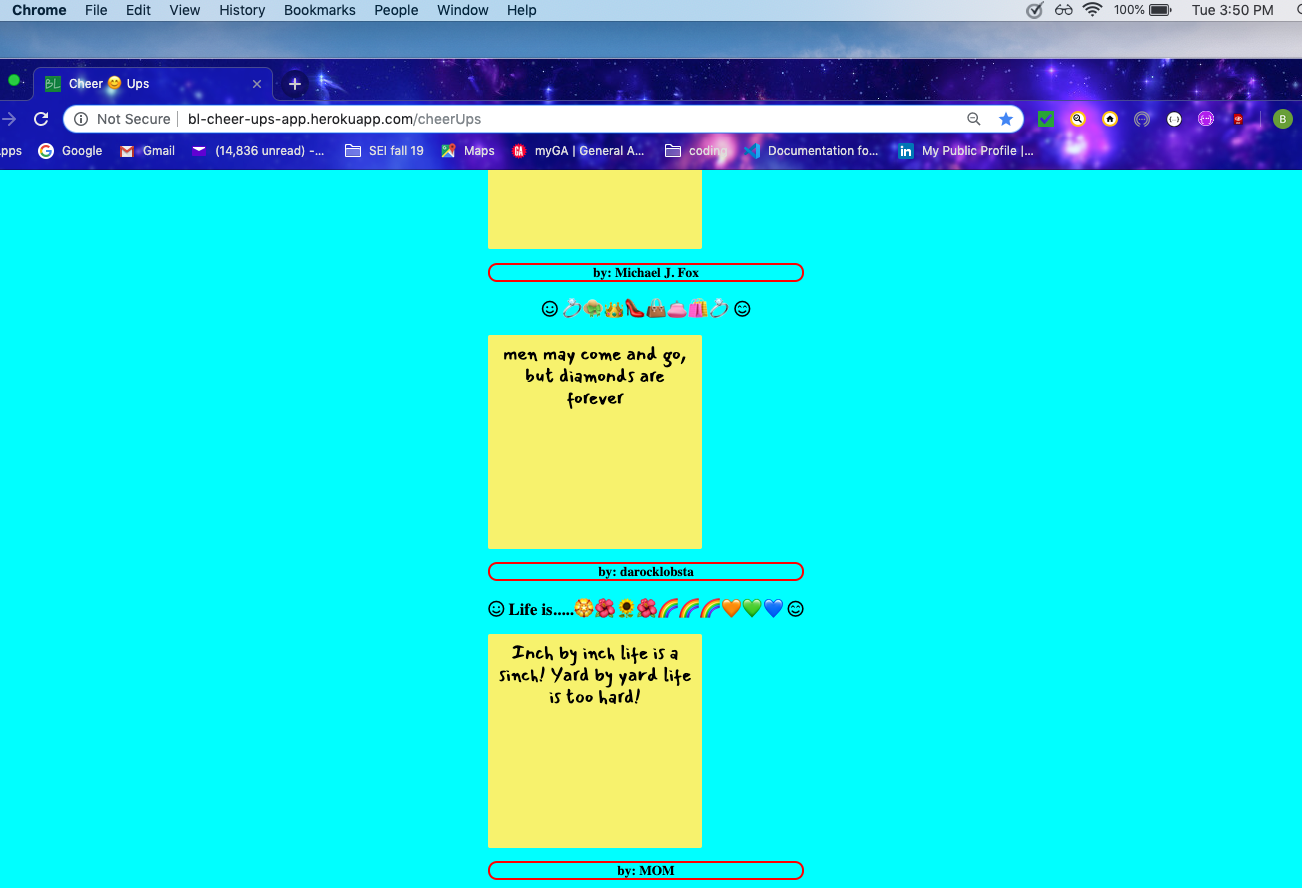 Chrome File Edit View History Bookmarks People Window Help 100% Tue 3:50 PM
BL Cheer 😊 Ups
Not Secure bl-cheer-ups-app.herokuapp.com/cheerUps B
pps Google Gmail (14,836 unread) -... SEI fall 19 Maps GA myGA | General A... coding Documentation fo... in My Public Profile |...
by: Michael J. Fox
☺ 💍👒👑👠👜👛🛍💍 😊
men may come and go,
but diamonds are
forever
by: darocklobsta
☺ Life is.....🏵🌺🌻🌺🌈🌈🌈🧡💚💙 😊
Inch by inch life is a
sinch! Yard by yard life
is too hard!
by: MOM